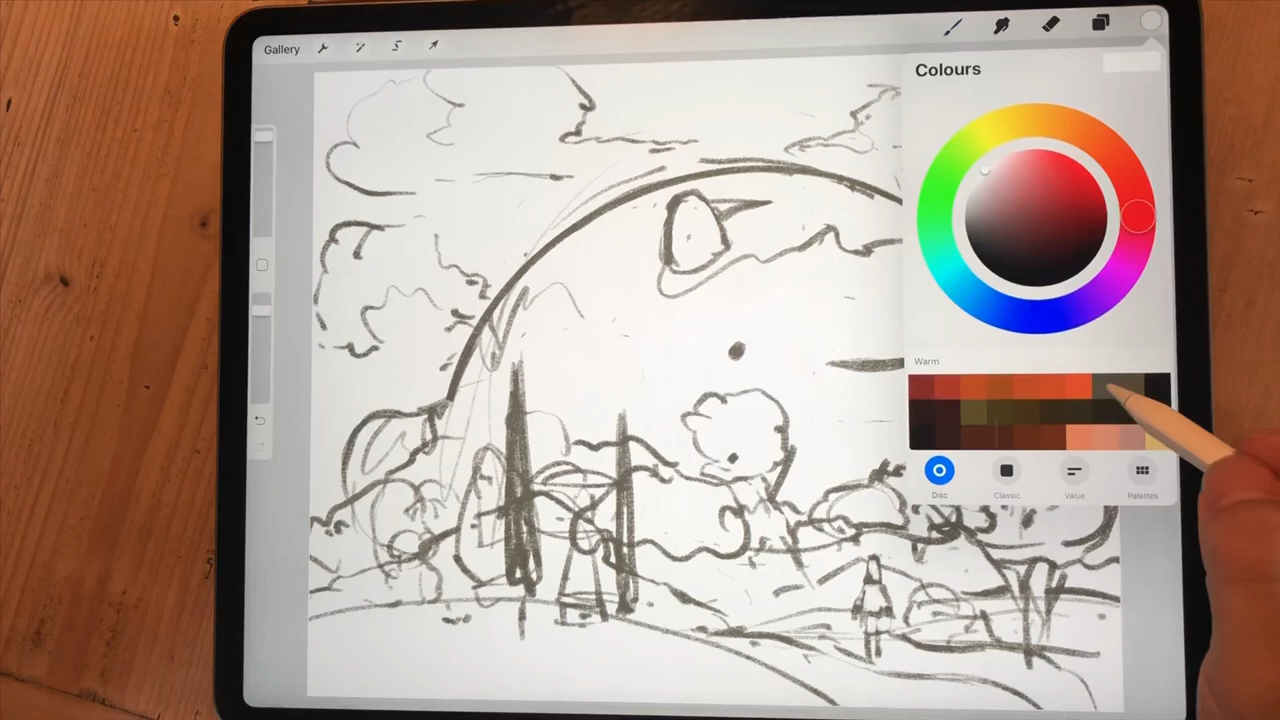 Gallery
Colours
Warm
Disc
Classic
Value
Palettes